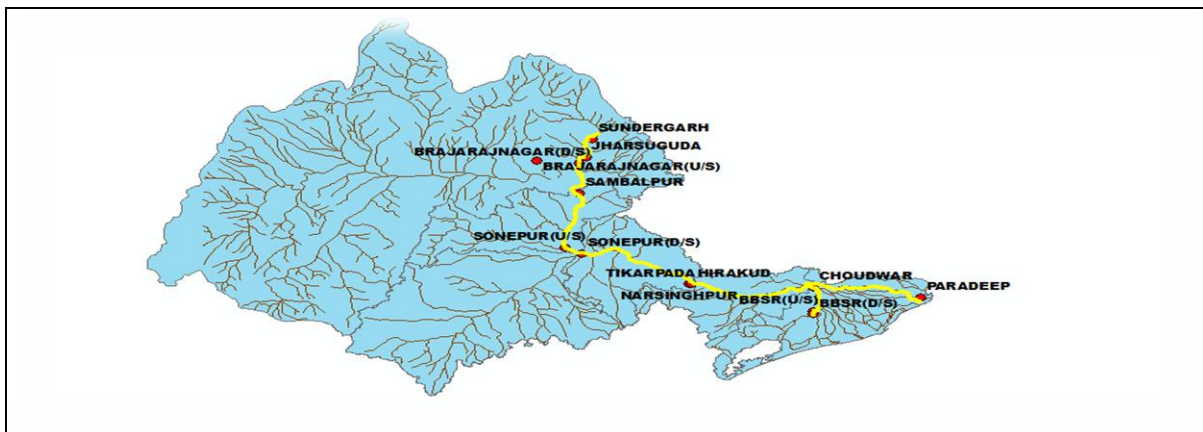 SUNDERGARH
JHARSUGUDA
BRAJARAJNAGAR(D/S)
BRAJARAJNAGAR(U/S)
SAMBALPUR
SONEPUR(U/S)
SONEPUR(D/S)
TIKARPADA HIRAKUD
CHOUDWAR
PARADEEP
NARSINGHPUR
BBSR(U/S)
BBSR(D/S)